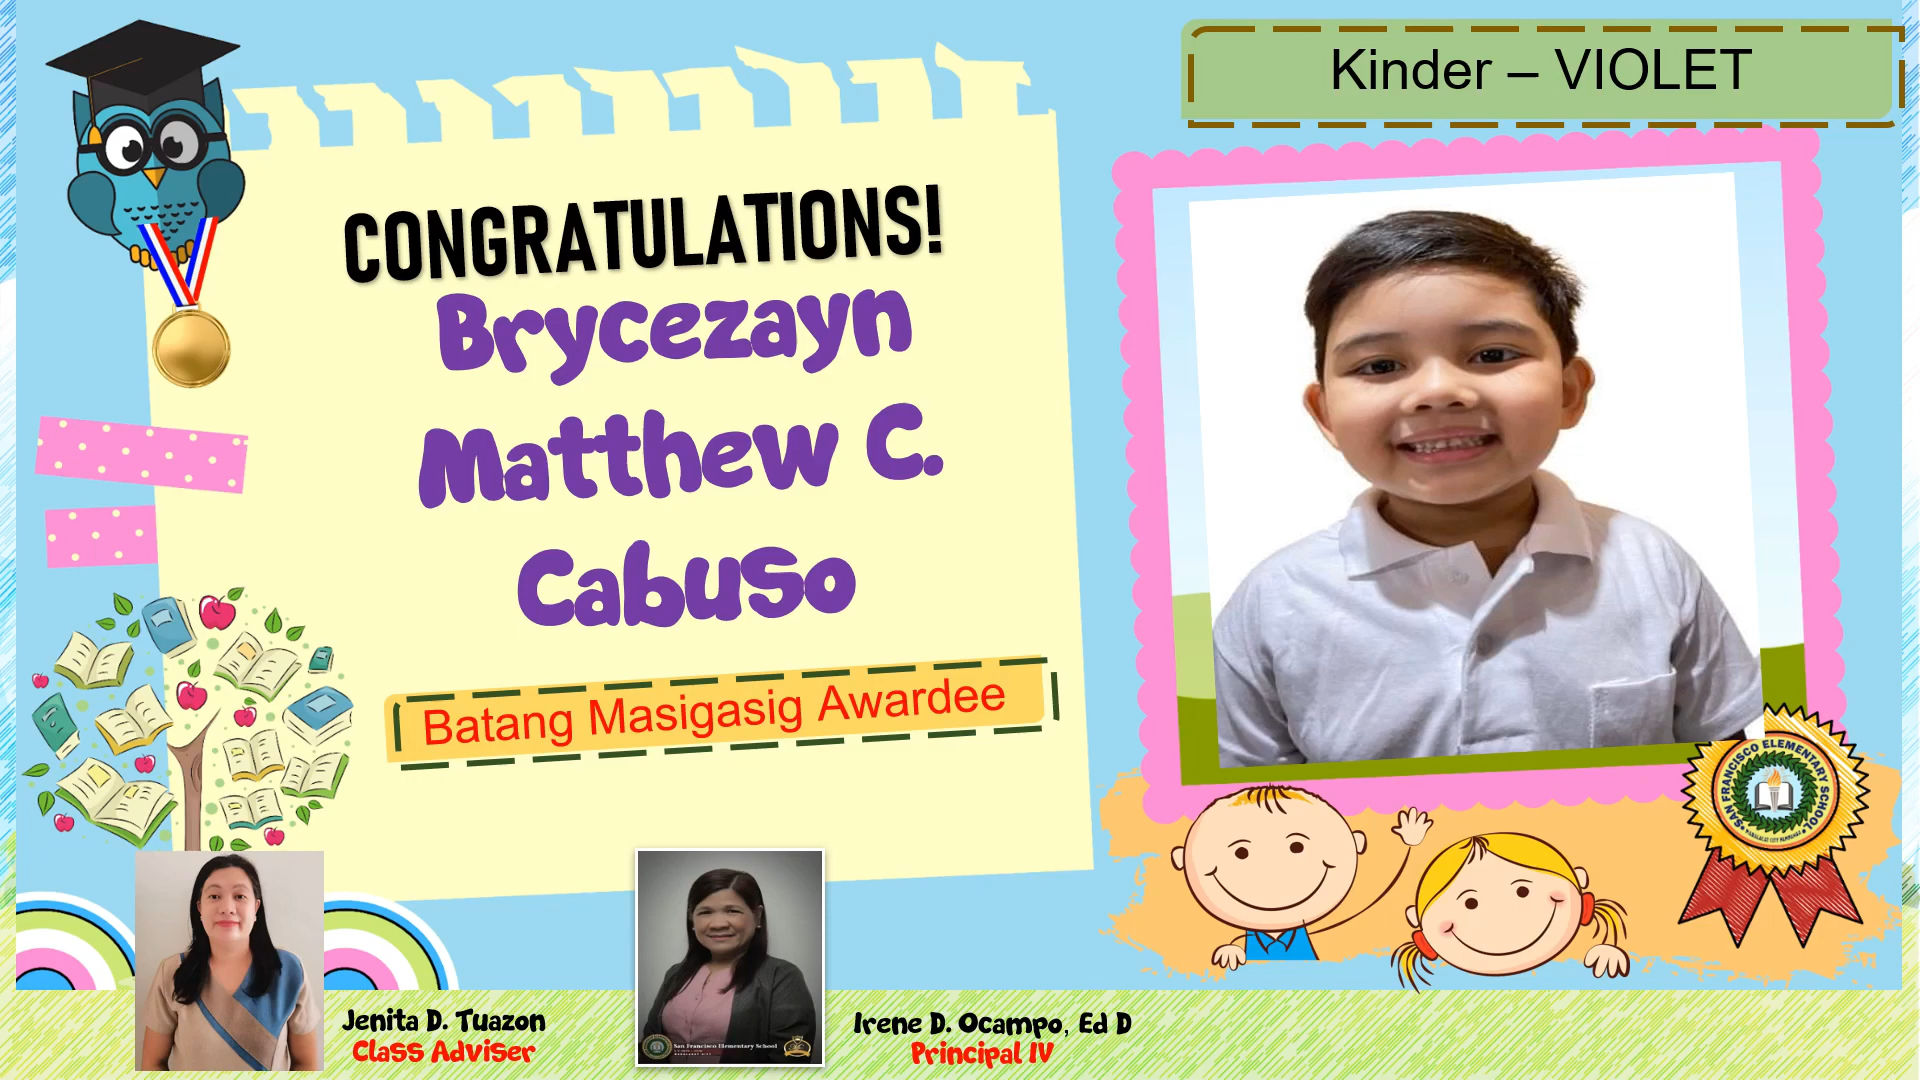 Kinder – VIOLET
CONGRATULATIONS!
Brycezayn
Matthew C.
Cabuso
Batang Masigasig Awardee
SAN FRANCISCO ELEMENTARY SCHOOL
Jenita D. Tuazon
Class Adviser
San Francisco Elementary School
Irene D. Ocampo, Ed D
Principal IV